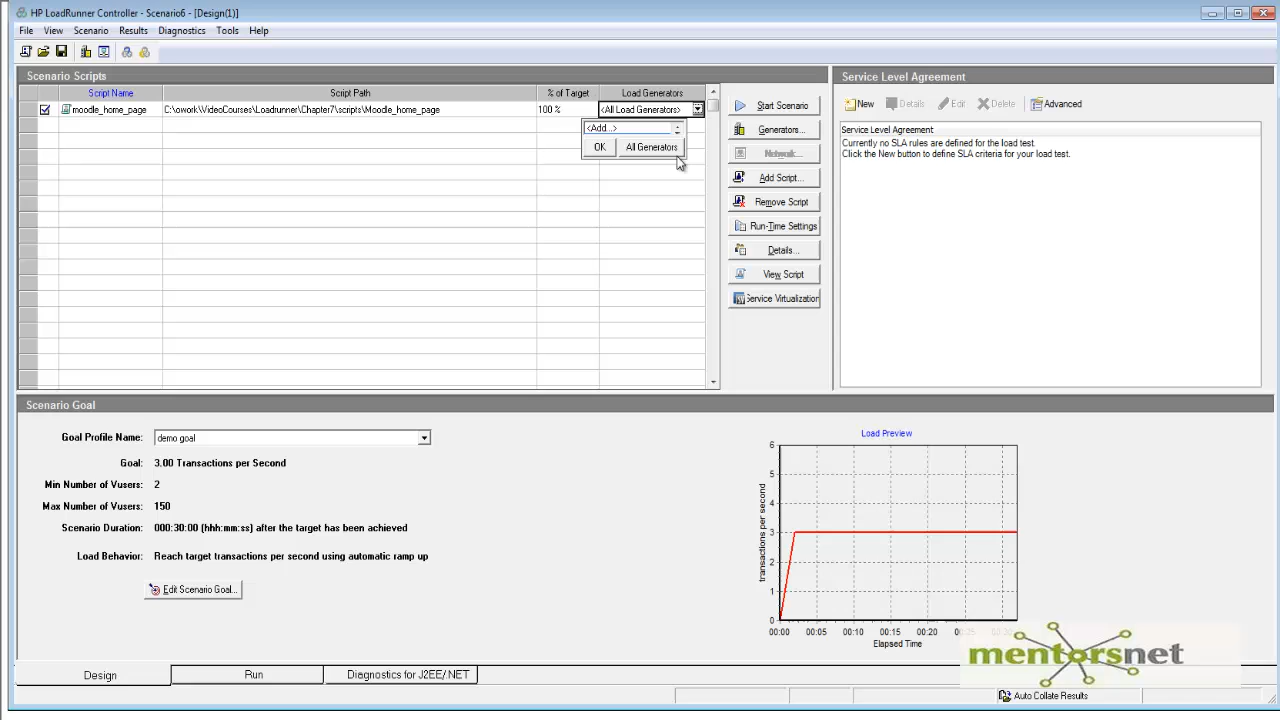 HP LoadRunner Controller - Scenario6 - [Design(1)]
File View Scenario Results Diagnostics Tools Help
Scenario Scripts
Script Name Script Path % of Target Load Generators
moodle_home_page C:\owork\VideoCourses\Loadrunner\Chapter7\scripts\Moodle_home_page 100 % <All Load Generators>
<Add...>
OK All Generators
Start Scenario
Generators...
Network...
Add Script...
Remove Script
Run-Time Settings
Details...
View Script
Service Virtualization
Service Level Agreement
New Details Edit Delete Advanced
Service Level Agreement
Currently no SLA rules are defined for the load test.
Click the New button to define SLA criteria for your load test.
Scenario Goal
Goal Profile Name: demo goal
Goal: 3.00 Transactions per Second
Min Number of Vusers: 2
Max Number of Vusers: 150
Scenario Duration: 000:30:00 (hhh:mm:ss) after the target has been achieved
Load Behavior: Reach target transactions per second using automatic ramp up
Edit Scenario Goal...
Load Preview
transactions per second
6
5
4
3
2
1
0
00:00 00:05 00:10 00:15 00:20 00:25 00:30
Elapsed Time
mentorsnet
Design Run Diagnostics for J2EE/.NET
Auto Collate Results